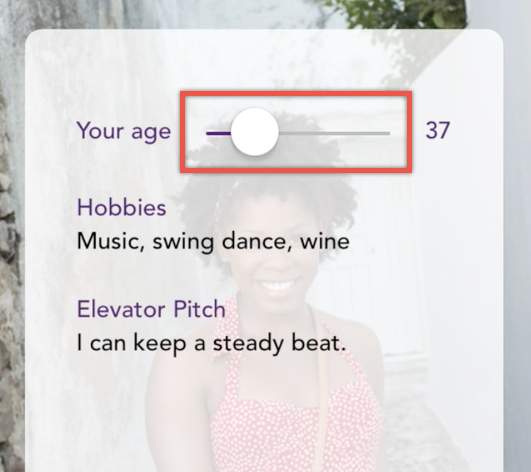 Your age 37
Hobbies
Music, swing dance, wine
Elevator Pitch
I can keep a steady beat.